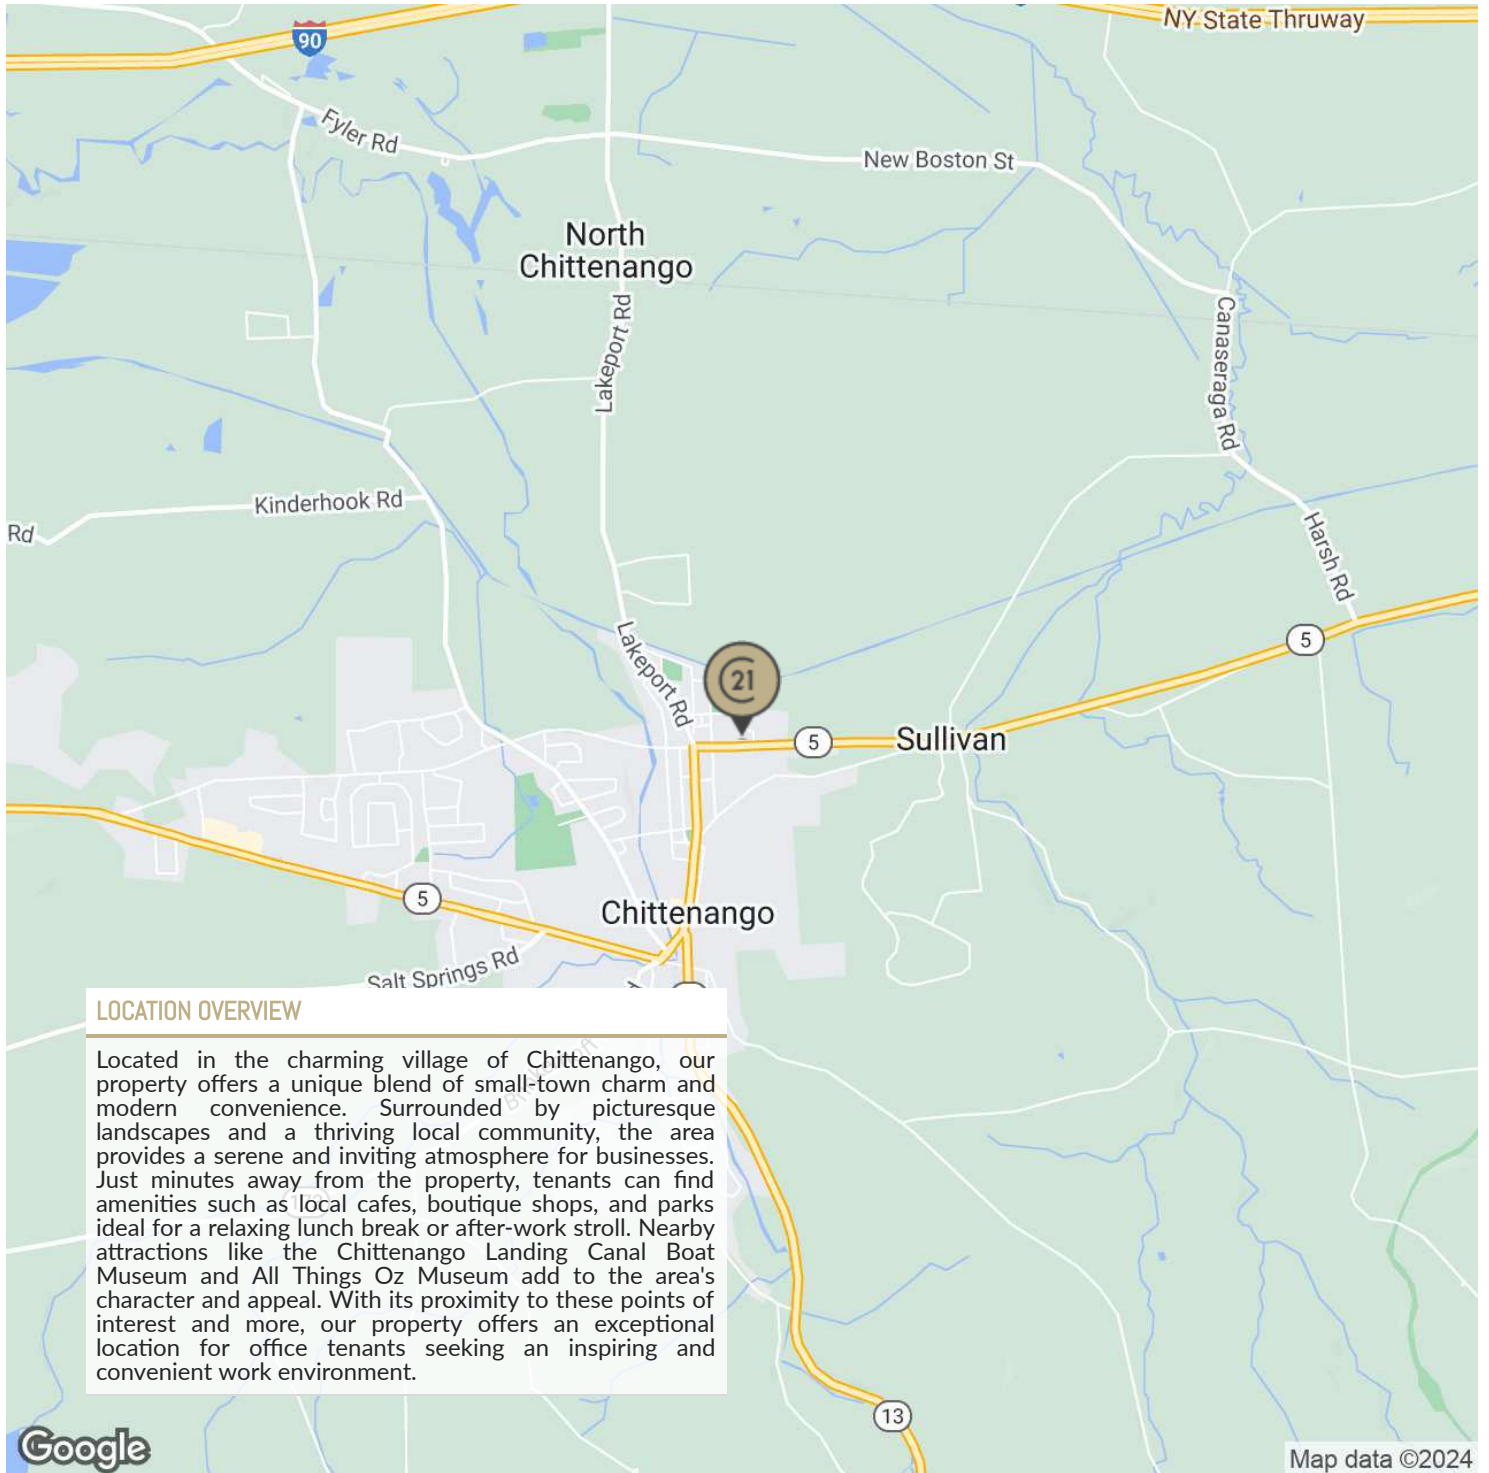 NY State Thruway
90
Fyler Rd
New Boston St
North
Chittenango
Lakeport Rd
Canaseraga Rd
Kinderhook Rd
Rd
Harsh Rd
Lakeport Rd
5
21
5
Sullivan
5
Chittenango
Salt Springs Rd
LOCATION OVERVIEW
Located in the charming village of Chittenango, our
property offers a unique blend of small-town charm and
modern convenience. Surrounded by picturesque
landscapes and a thriving local community, the area
provides a serene and inviting atmosphere for businesses.
Just minutes away from the property, tenants can find
amenities such as local cafes, boutique shops, and parks
ideal for a relaxing lunch break or after-work stroll. Nearby
attractions like the Chittenango Landing Canal Boat
Museum and All Things Oz Museum add to the area's
character and appeal. With its proximity to these points of
interest and more, our property offers an exceptional
location for office tenants seeking an inspiring and
convenient work environment.
13
Google
Map data ©2024